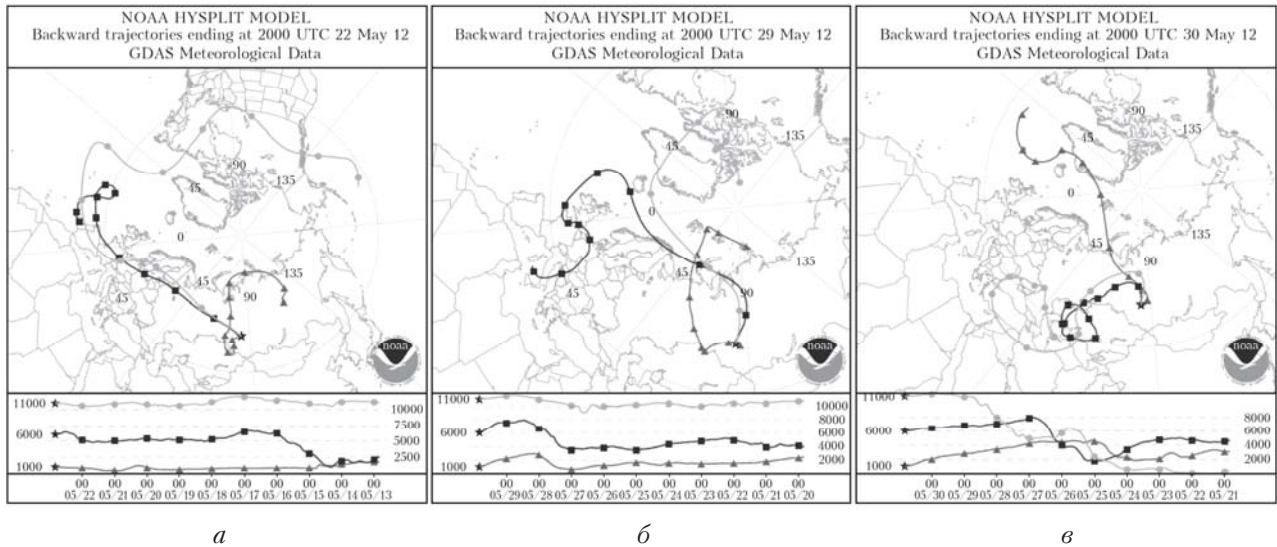 NOAA HYSPLIT MODEL
Backward trajectories ending at 2000 UTC 22 May 12
GDAS Meteorological Data
-90
-135
45
0
45
135
45
90
noaa
11000
10000
7500
6000
5000
2500
1000
00 00 00 00 00 00 00 00 00 00
05/22 05/21 05/20 05/19 05/18 05/17 05/16 05/15 05/14 05/13
а
NOAA HYSPLIT MODEL
Backward trajectories ending at 2000 UTC 29 May 12
GDAS Meteorological Data
-90
-135
45
0
45
90
45
noaa
11000
10000
8000
6000
6000
4000
2000
1000
00 00 00 00 00 00 00 00 00 00
05/29 05/28 05/27 05/26 05/25 05/24 05/23 05/22 05/21 05/20
б
NOAA HYSPLIT MODEL
Backward trajectories ending at 2000 UTC 30 May 12
GDAS Meteorological Data
-90
-135
45
0
45
90
45
noaa
11000
8000
6000
6000
4000
2000
1000
00 00 00 00 00 00 00 00 00 00
05/30 05/29 05/28 05/27 05/26 05/25 05/24 05/23 05/22 05/21
в